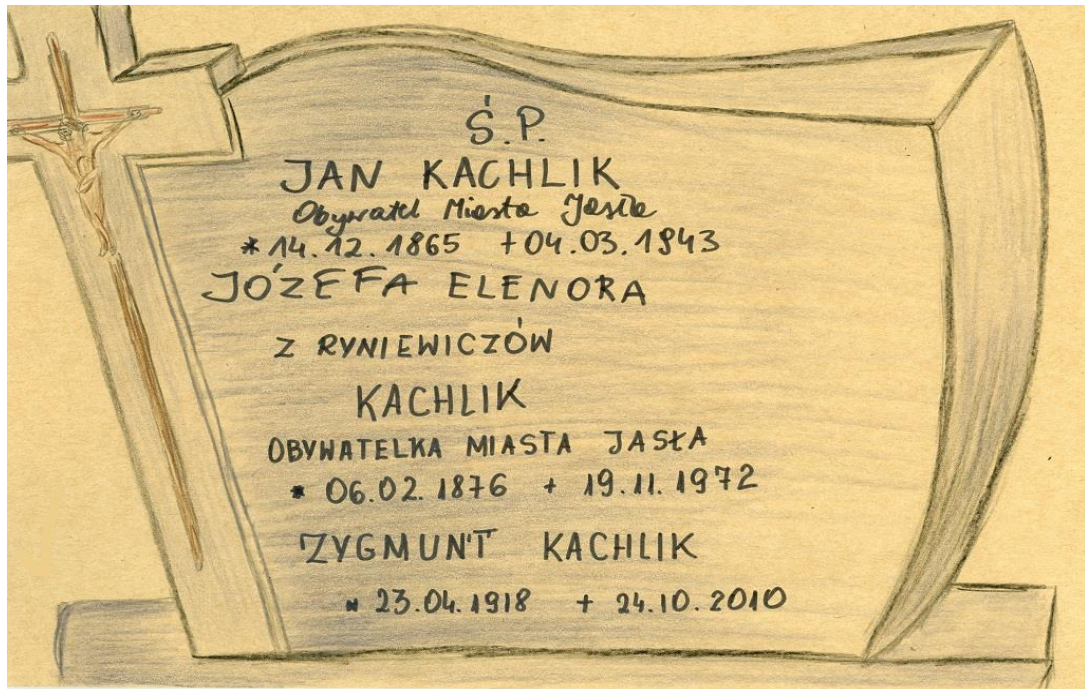 Ś.P.
JAN KACHLIK
Obywatel Miasta Jasła
* 14.12.1865 + 04.03.1943
JÓZEFA ELENORA
Z RYNIEWICZÓW
KACHLIK
OBYWATELKA MIASTA JASŁA
* 06.02.1876 + 19.11.1972
ZYGMUNT KACHLIK
* 23.04.1918 + 24.10.2010